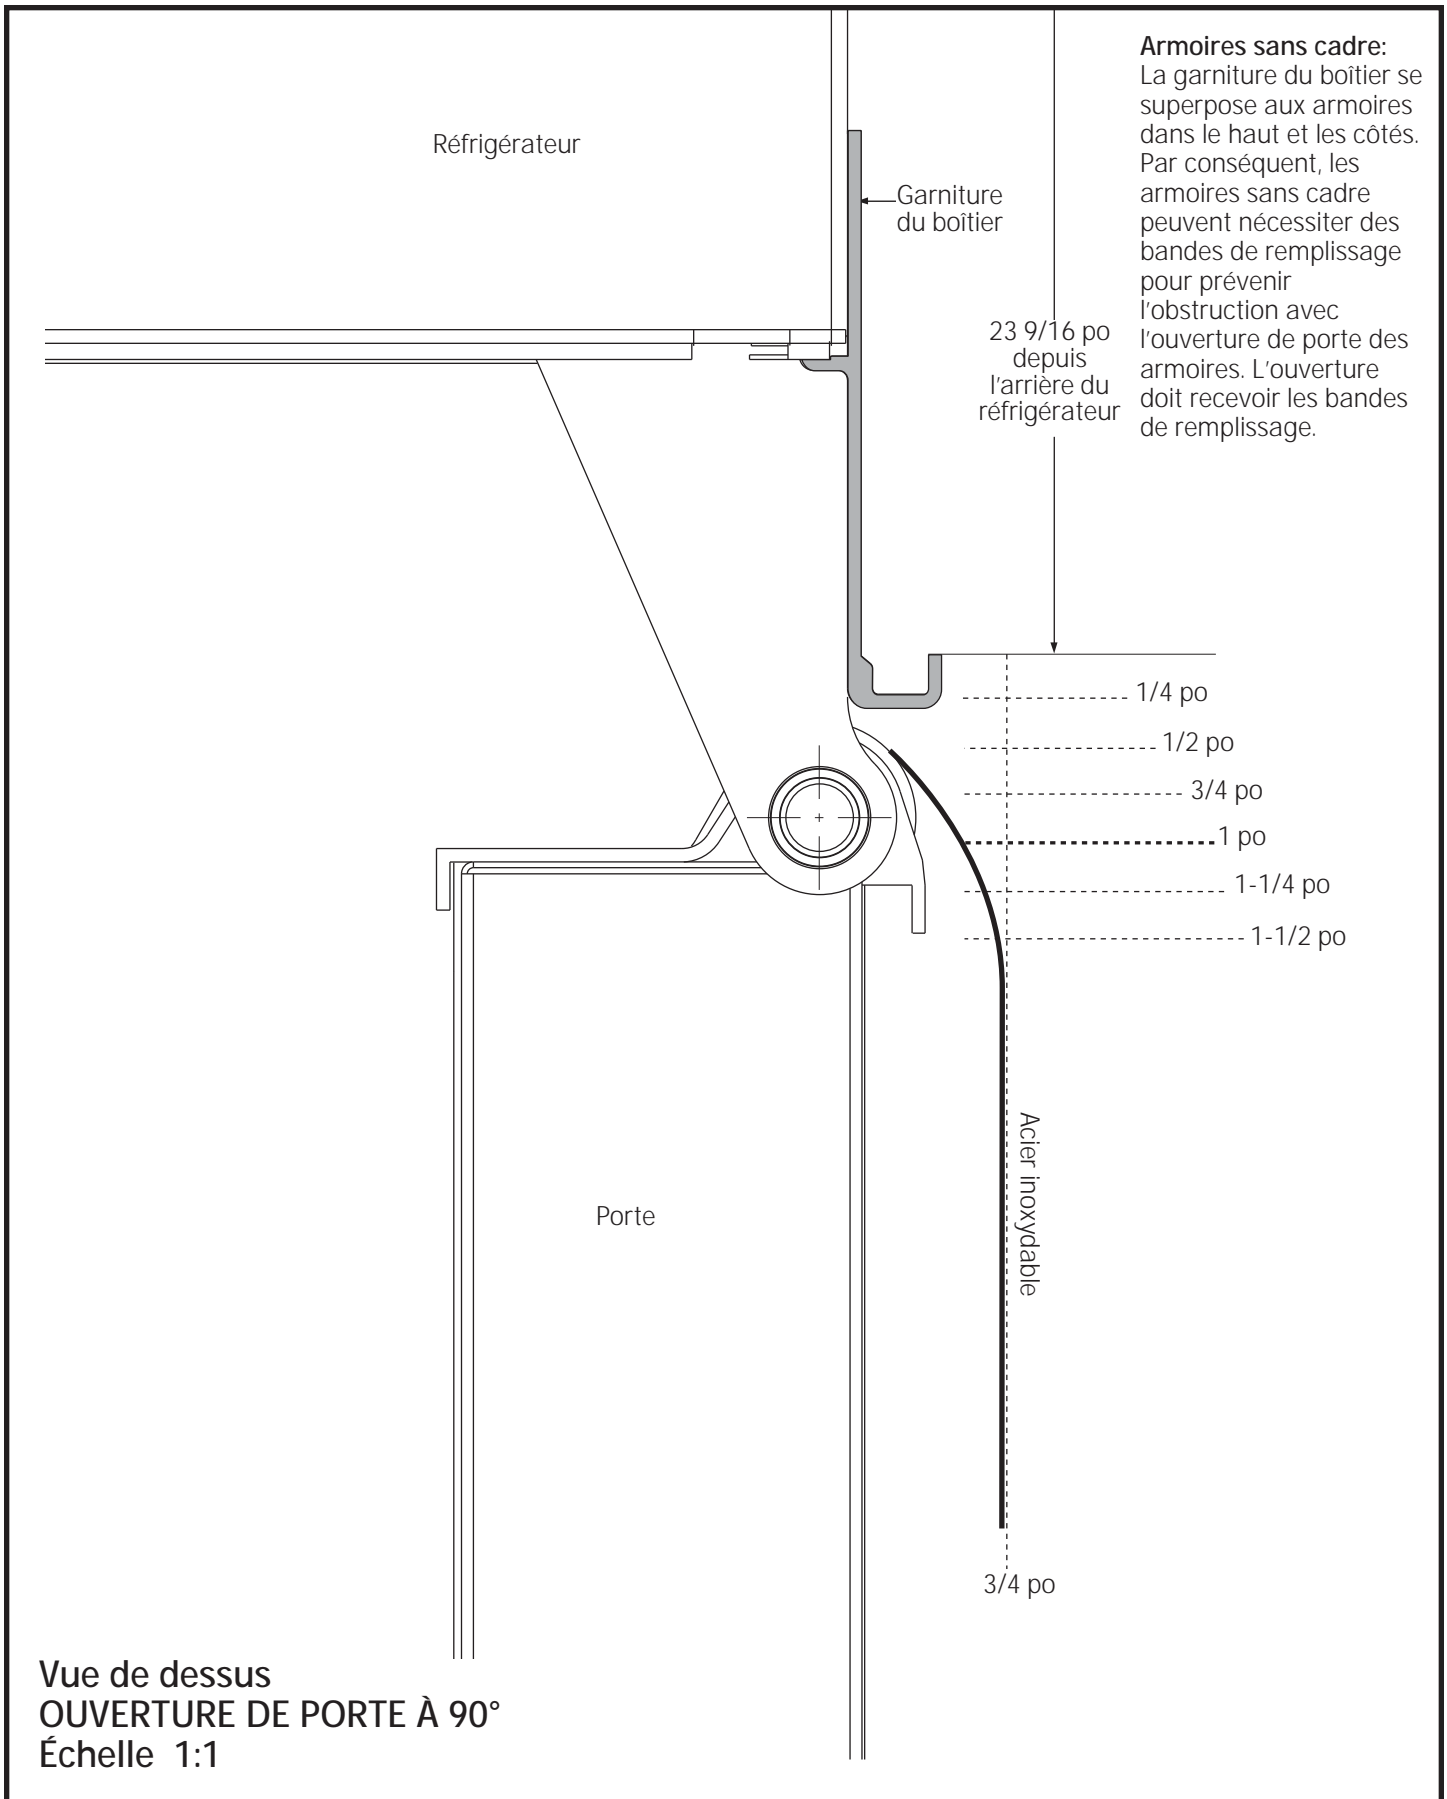 Armoires sans cadre:
La garniture du boîtier se
superpose aux armoires
dans le haut et les côtés.
Par conséquent, les
armoires sans cadre
peuvent nécessiter des
bandes de remplissage
pour prévenir
l'obstruction avec
l'ouverture de porte des
armoires. L'ouverture
doit recevoir les bandes
de remplissage.
Réfrigérateur
Garniture
du boîtier
23 9/16 po
depuis
l'arrière du
réfrigérateur
1/4 po
1/2 po
3/4 po
1 po
1-1/4 po
1-1/2 po
Acier inoxydable
Porte
3/4 po
Vue de dessus
OUVERTURE DE PORTE À 90°
Échelle 1:1